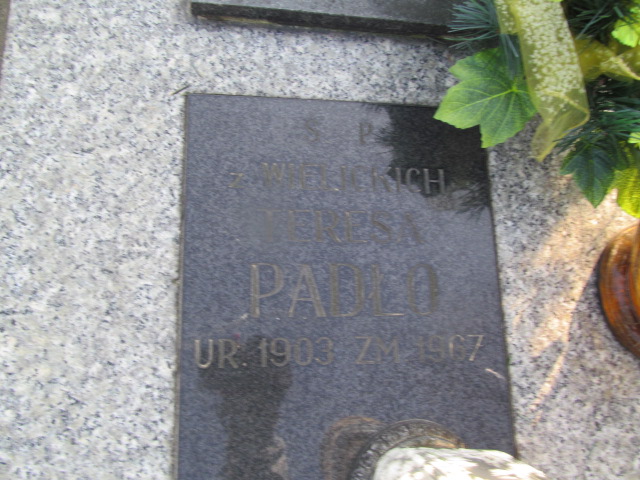 Ś P
z WIELICKICH
TERESA
PADŁO
UR. 1903 ZM. 1967